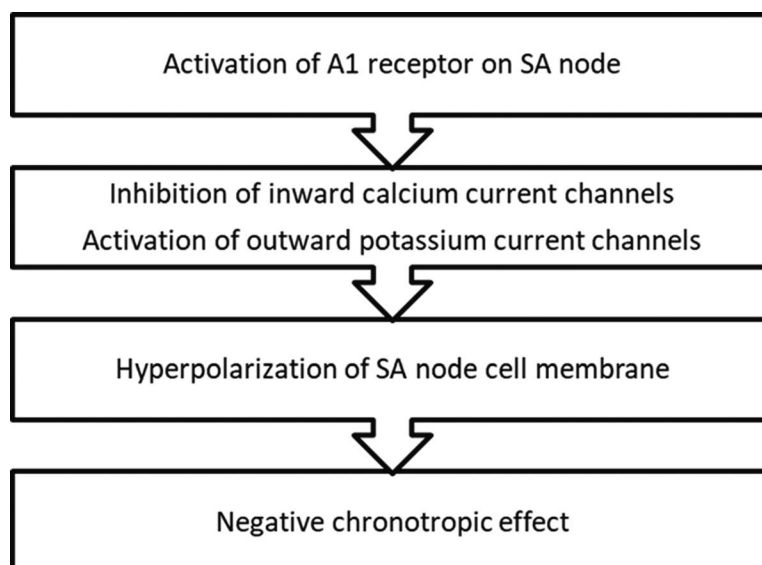 Activation of A1 receptor on SA node
Inhibition of inward calcium current channels
Activation of outward potassium current channels
Hyperpolarization of SA node cell membrane
Negative chronotropic effect